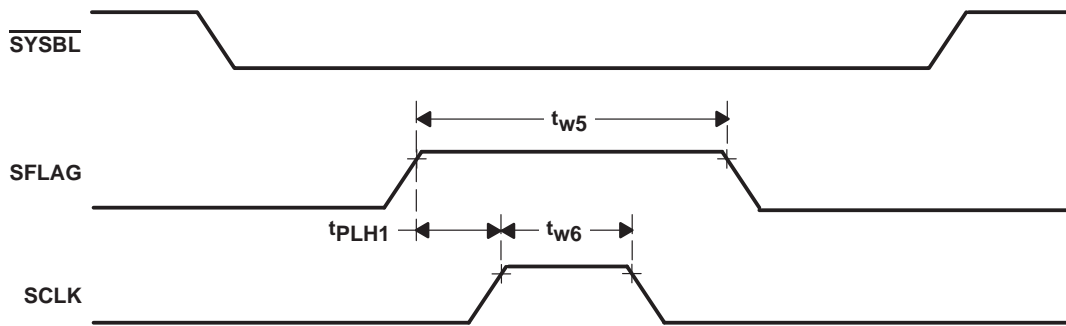 SYSBL
tw5
SFLAG
tPLH1
tw6
SCLK